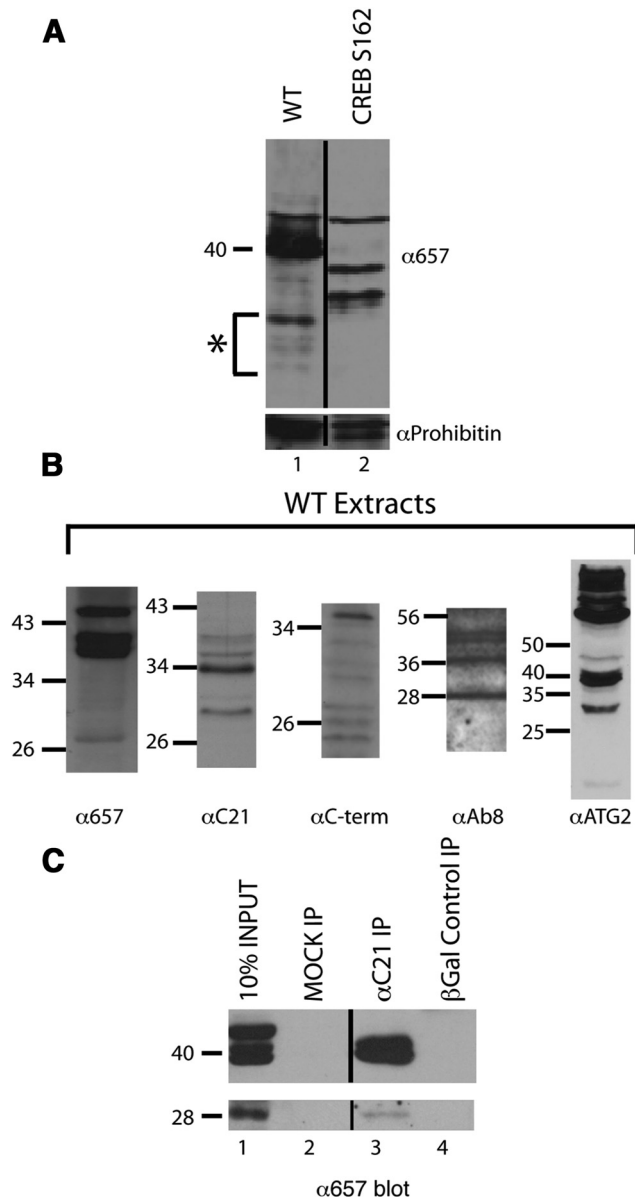 A
WT
CREB S162
40
α657
*
αProhibitin
1 2
B
WT Extracts
43
34
26
43
34
26
34
26
56
36
28
50
40
35
25
α657 αC21 αC-term αAb8 αATG2
C
10% INPUT
MOCK IP
αC21 IP
βGal Control IP
40
28
1 2 3 4
α657 blot